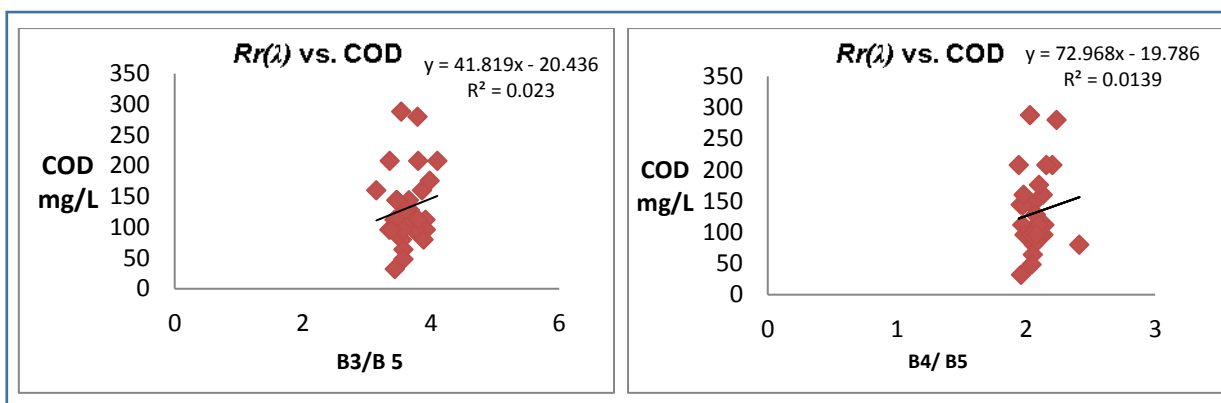 Rr(λ) vs. COD
y = 41.819x - 20.436
R² = 0.023
350
300
250
200
150
100
50
0
COD
mg/L
0
2
4
6
B3/B 5
Rr(λ) vs. COD
y = 72.968x - 19.786
R² = 0.0139
350
300
250
200
150
100
50
0
COD
mg/L
0
1
2
3
B4/ B5